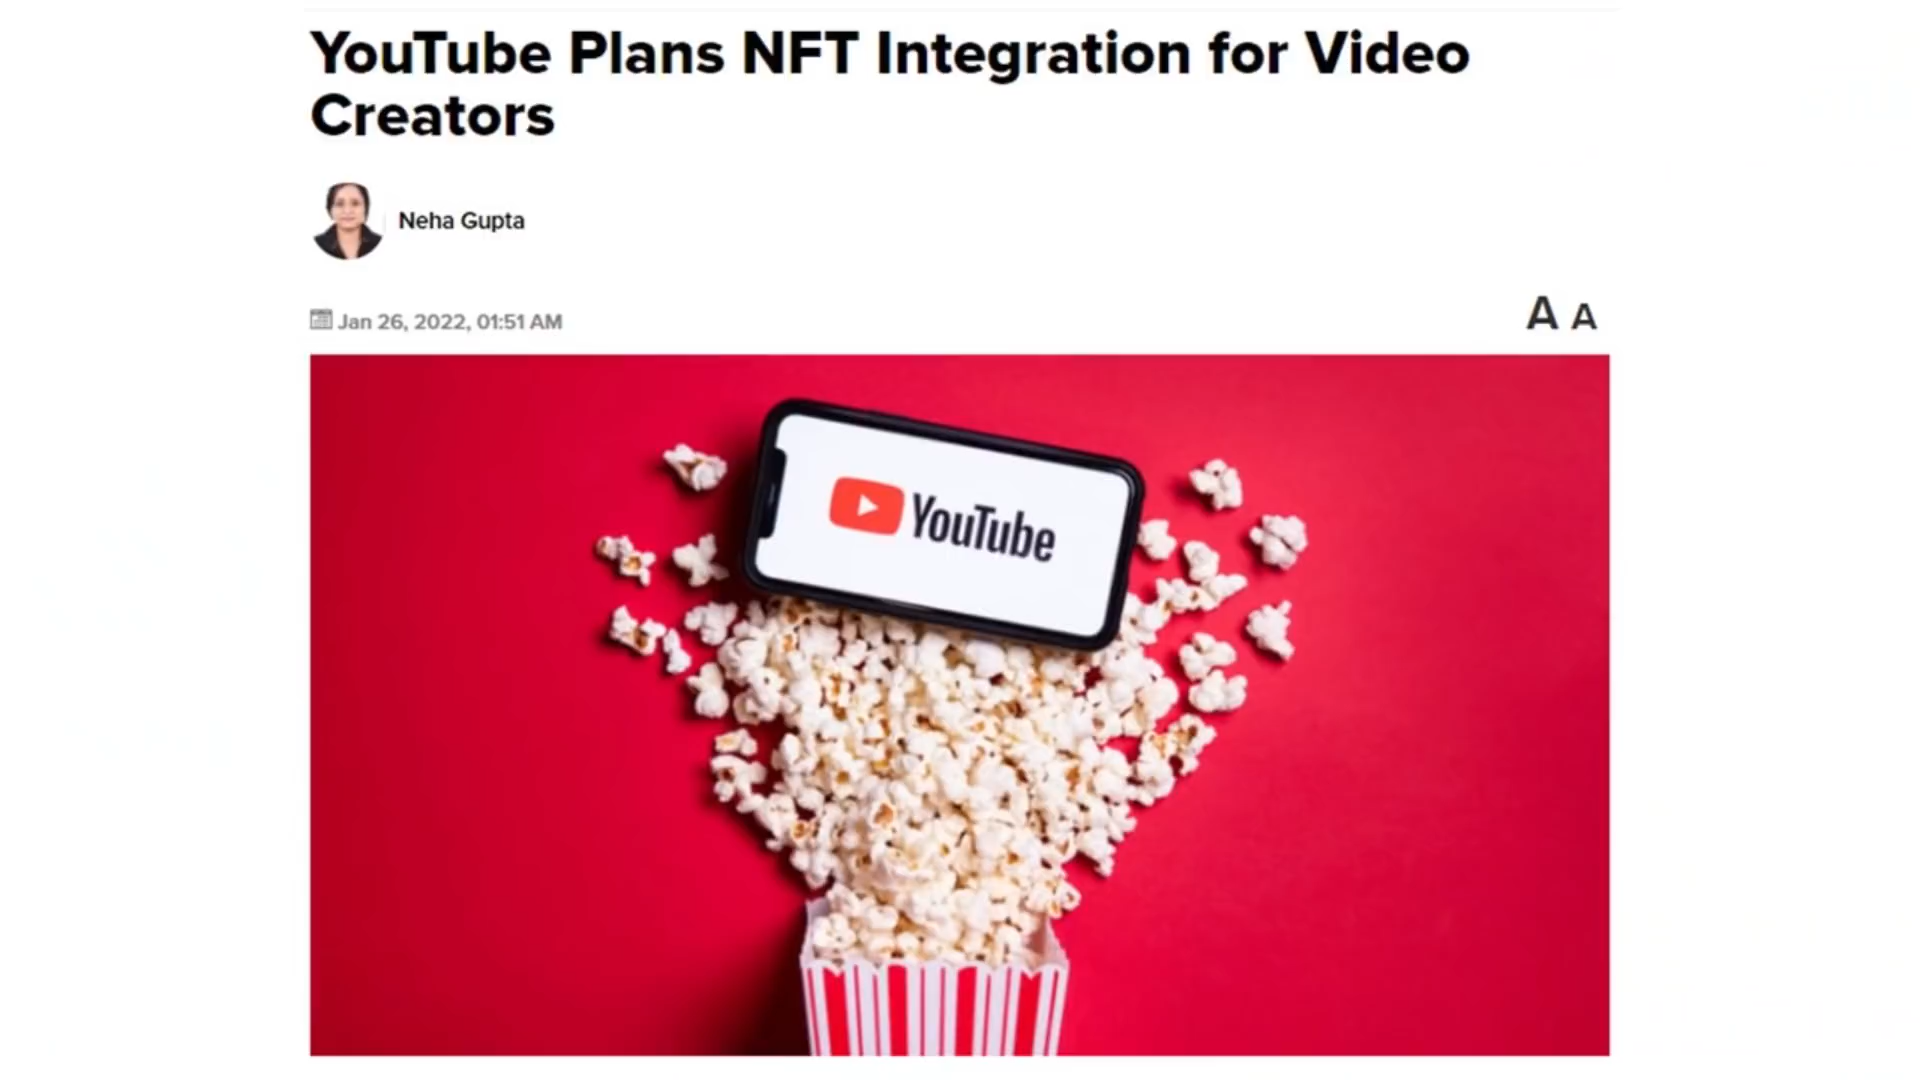 YouTube Plans NFT Integration for Video
Creators
Neha Gupta
Jan 26, 2022, 01:51 AM
A A
YouTube